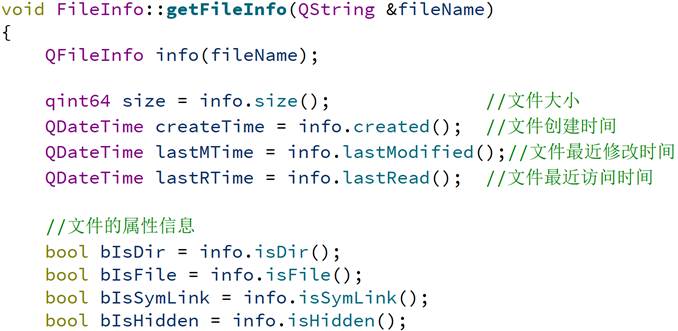 void FileInfo::getFileInfo(QString &fileName)
{
QFileInfo info(fileName);
qint64 size = info.size(); //文件大小
QDateTime createTime = info.created(); //文件创建时间
QDateTime lastMTime = info.lastModified();//文件最近修改时间
QDateTime lastRTime = info.lastRead(); //文件最近访问时间
//文件的属性信息
bool bIsDir = info.isDir();
bool bIsFile = info.isFile();
bool bIsSymLink = info.isSymLink();
bool bIsHidden = info.isHidden();